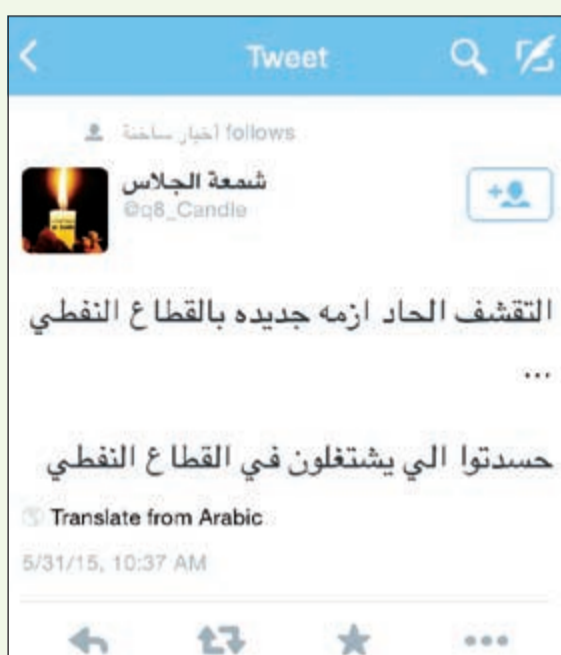 Tweet
أخبار ساخنة follows
شمعة الجلاس
@q8_Candle
التقشف الحاد ازمه جديده بالقطاع النفطي
...
حسدتوا الي يشتغلون في القطاع النفطي
Translate from Arabic
5/31/15, 10:37 AM